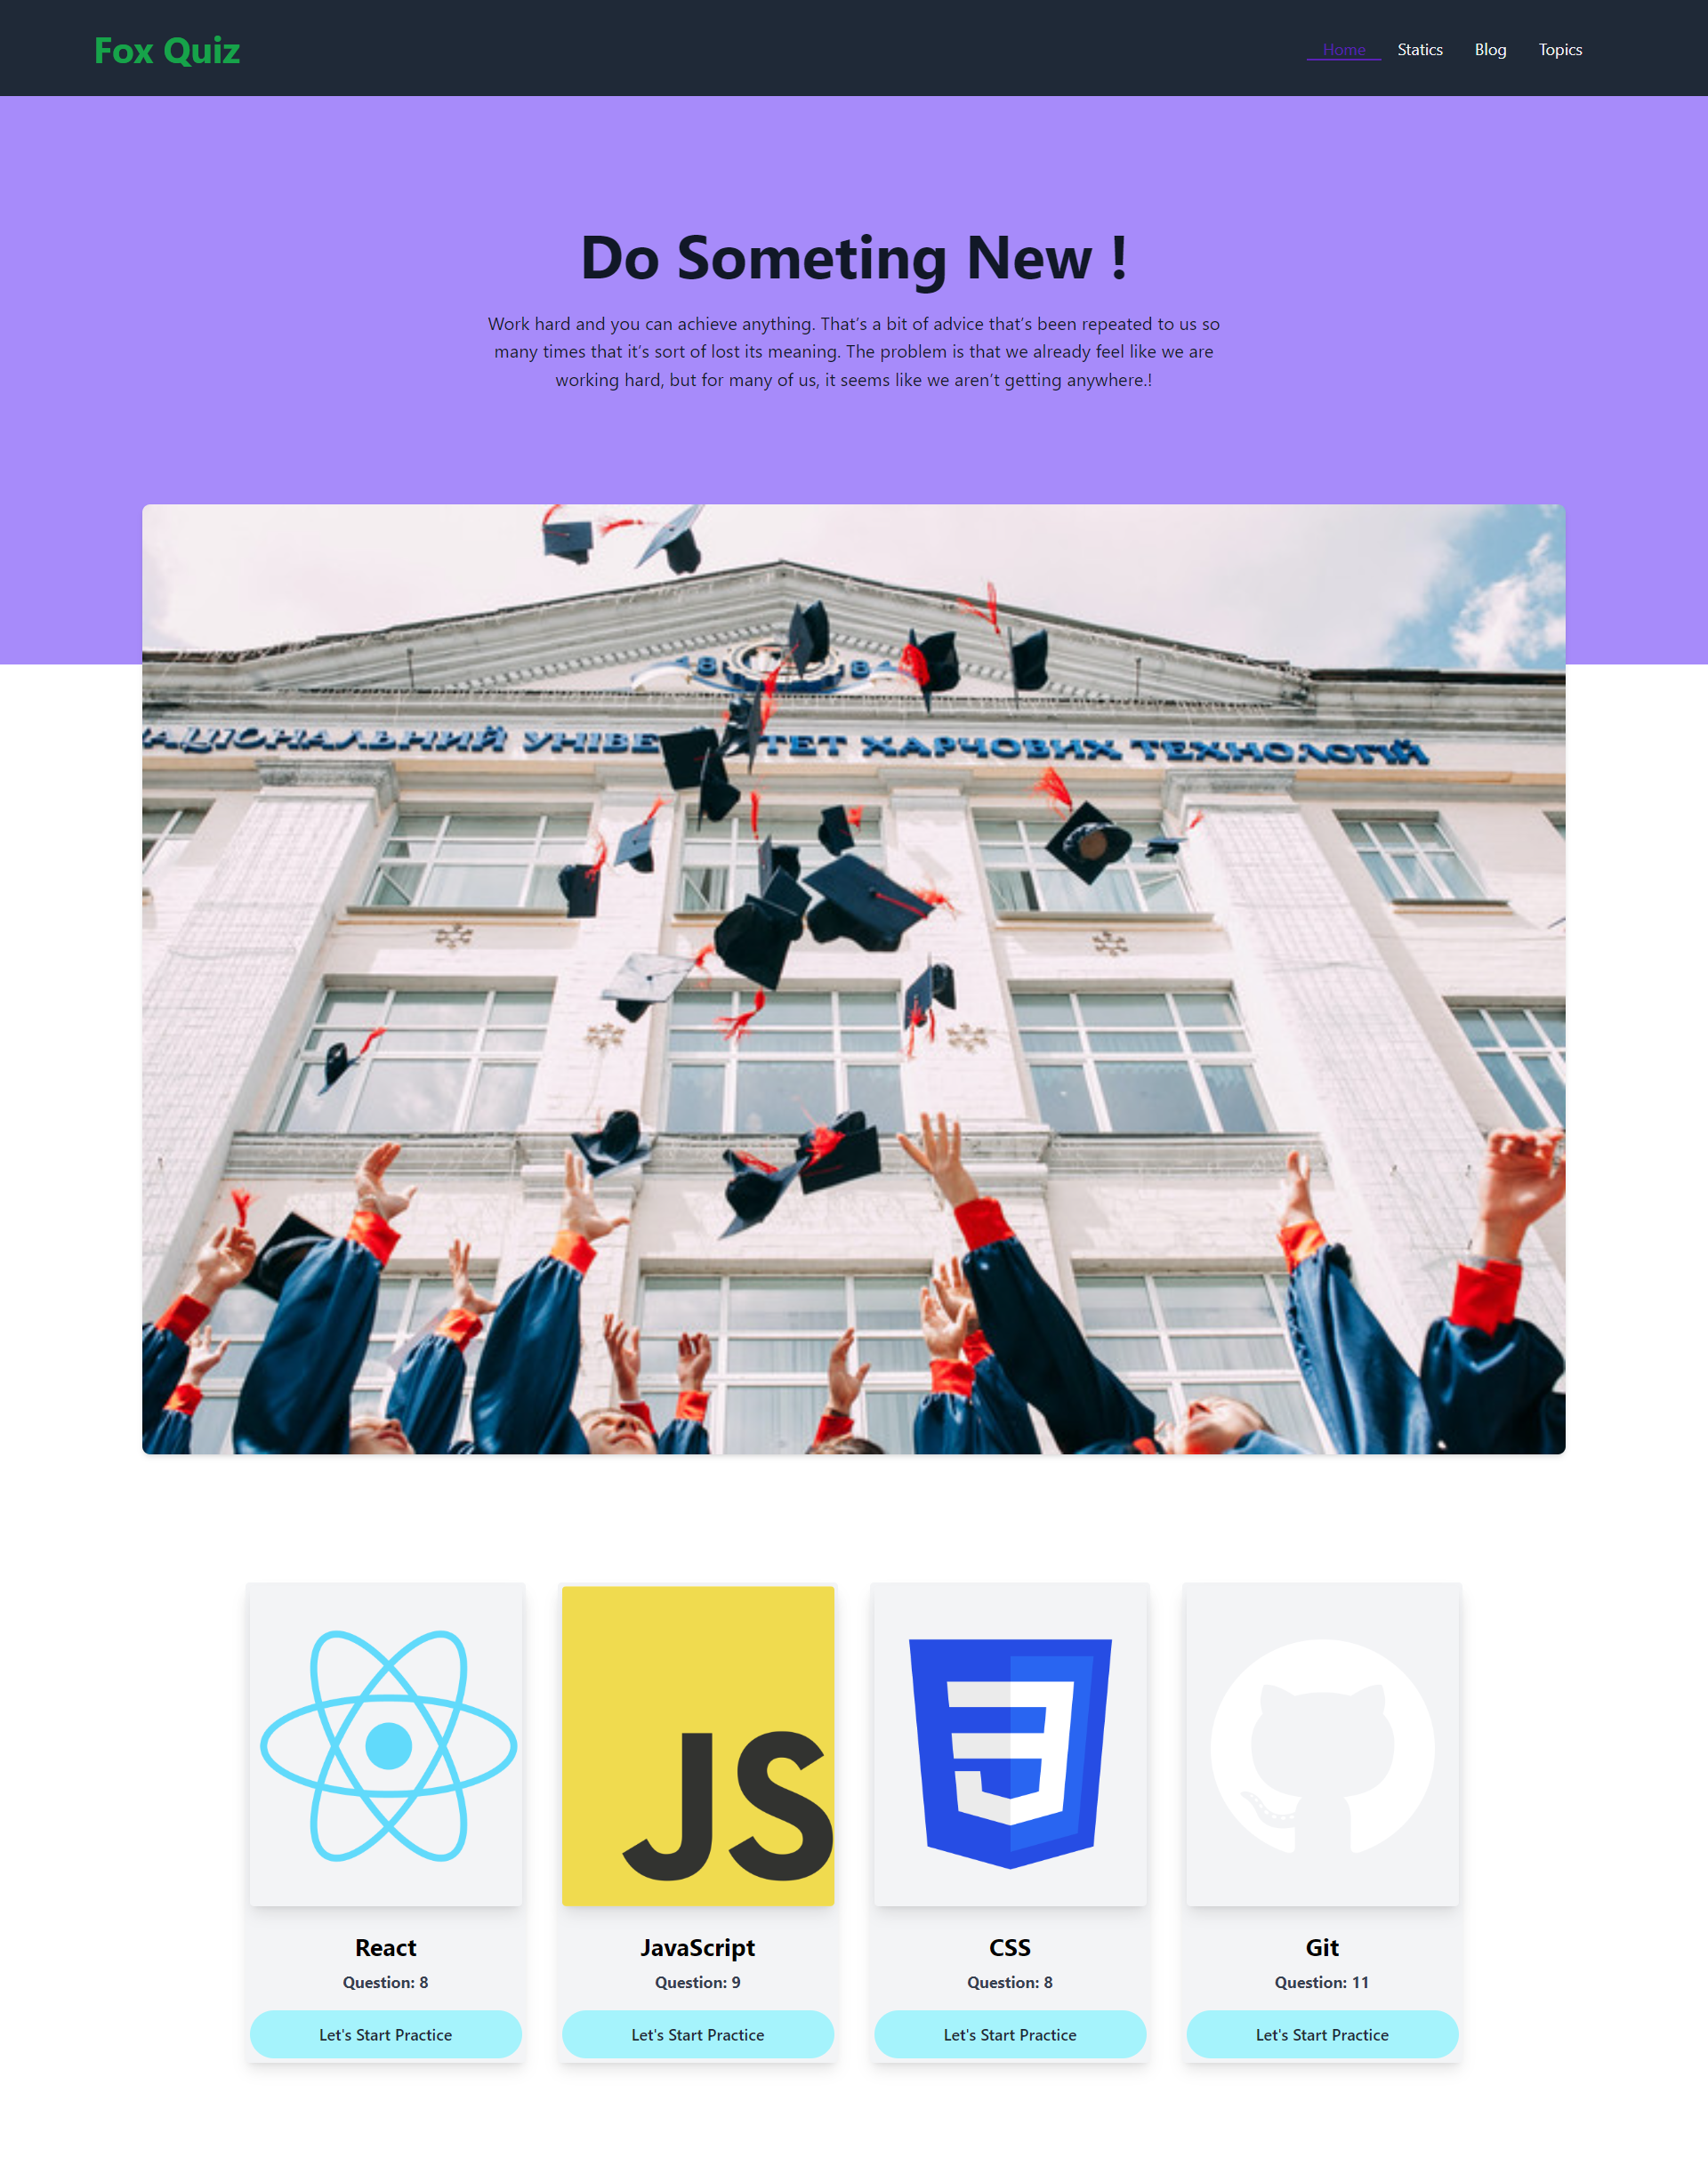 Fox Quiz
Home
Statics
Blog
Topics
Do Someting New !
Work hard and you can achieve anything. That’s a bit of advice that’s been repeated to us so
many times that it’s sort of lost its meaning. The problem is that we already feel like we are
working hard, but for many of us, it seems like we aren’t getting anywhere.!
18 84
ХАРЧОВИХ ТЕХНОЛОГІЙ
JS
React
Question: 8
Let's Start Practice
JavaScript
Question: 9
Let's Start Practice
CSS
Question: 8
Let's Start Practice
Git
Question: 11
Let's Start Practice